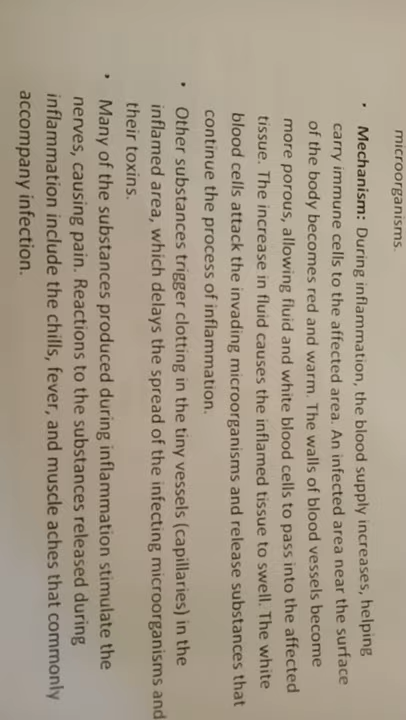 microorganisms.
• Mechanism: During inflammation, the blood supply increases, helping
carry immune cells to the affected area. An infected area near the surface
of the body becomes red and warm. The walls of blood vessels become
more porous, allowing fluid and white blood cells to pass into the affected
tissue. The increase in fluid causes the inflamed tissue to swell. The white
blood cells attack the invading microorganisms and release substances that
continue the process of inflammation.
• Other substances trigger clotting in the tiny vessels (capillaries) in the
inflamed area, which delays the spread of the infecting microorganisms and
their toxins.
• Many of the substances produced during inflammation stimulate the
nerves, causing pain. Reactions to the substances released during
inflammation include the chills, fever, and muscle aches that commonly
accompany infection.